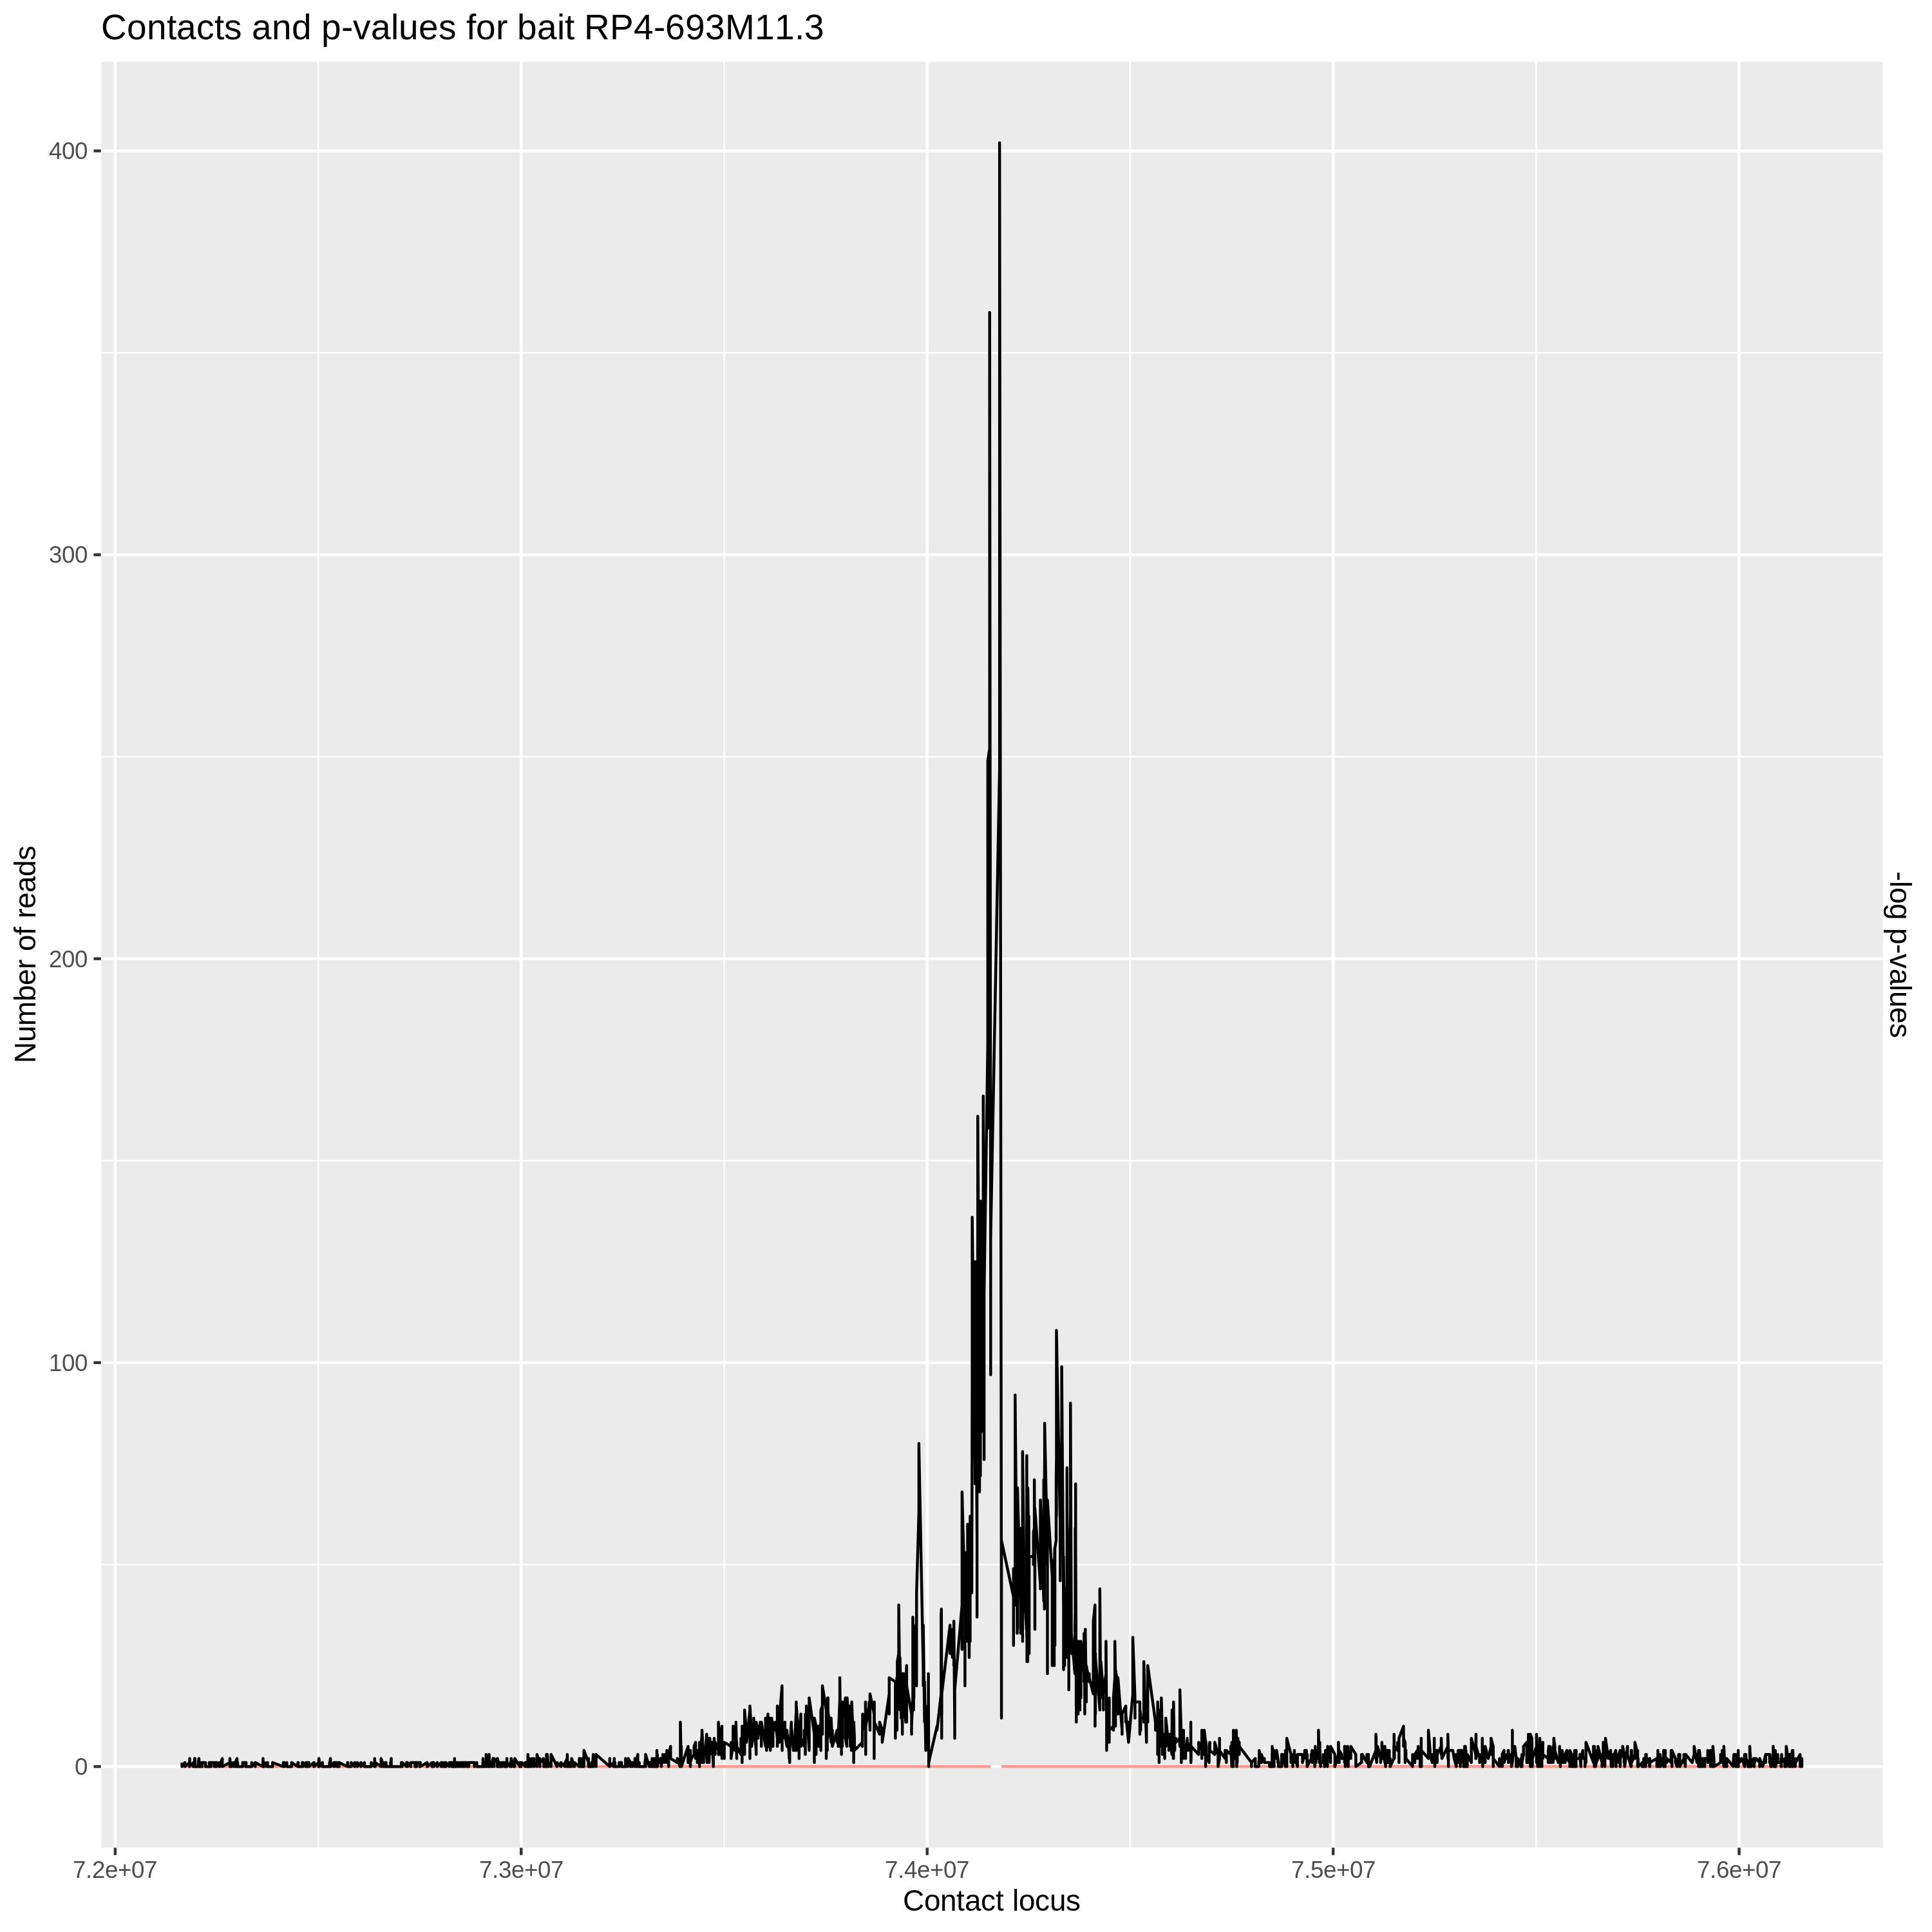 Contacts and p-values for bait RP4-693M11.3
400
300
200
100
0
Number of reads
-log p-values
7.2e+07 7.3e+07 7.4e+07 7.5e+07 7.6e+07
Contact locus